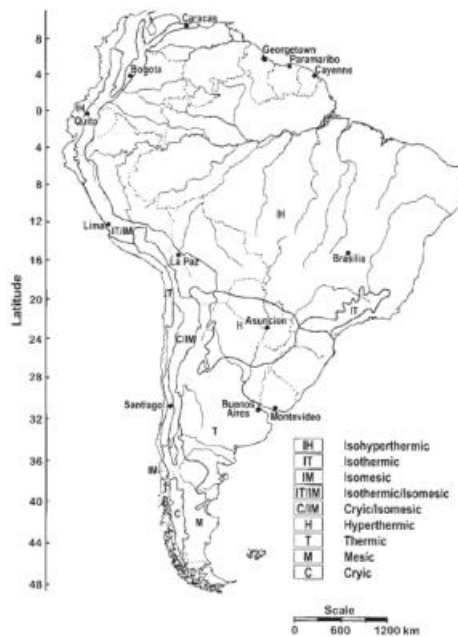 Caracas
8
Georgetown
Paramaribo
Cayenne
Bogota
4
IH
Quito
0
4
8
IH
12
Lima
IT/IM
La Paz
Brasilia
16
Latitude
20
IT
IT
H
Asuncion
24
C/IM
28
Santiago
Buenos
Aires
Montevideo
32
T
IH Isohyperthermic
IT Isothermic
IM
IM Isomesic
36
IT/IM Isothermic/Isomesic
C/IM Cryic/Isomesic
40
C
M
H Hyperthermic
T Thermic
44
M Mesic
C Cryic
48
Scale
0 600 1200 km